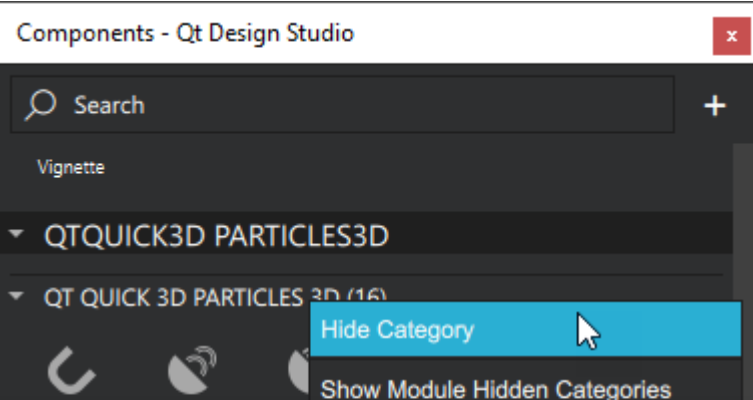 Components - Qt Design Studio
x
Search
+
Vignette
QTQUICK3D PARTICLES3D
QT QUICK 3D PARTICLES 3D (16)
Hide Category
Show Module Hidden Categories